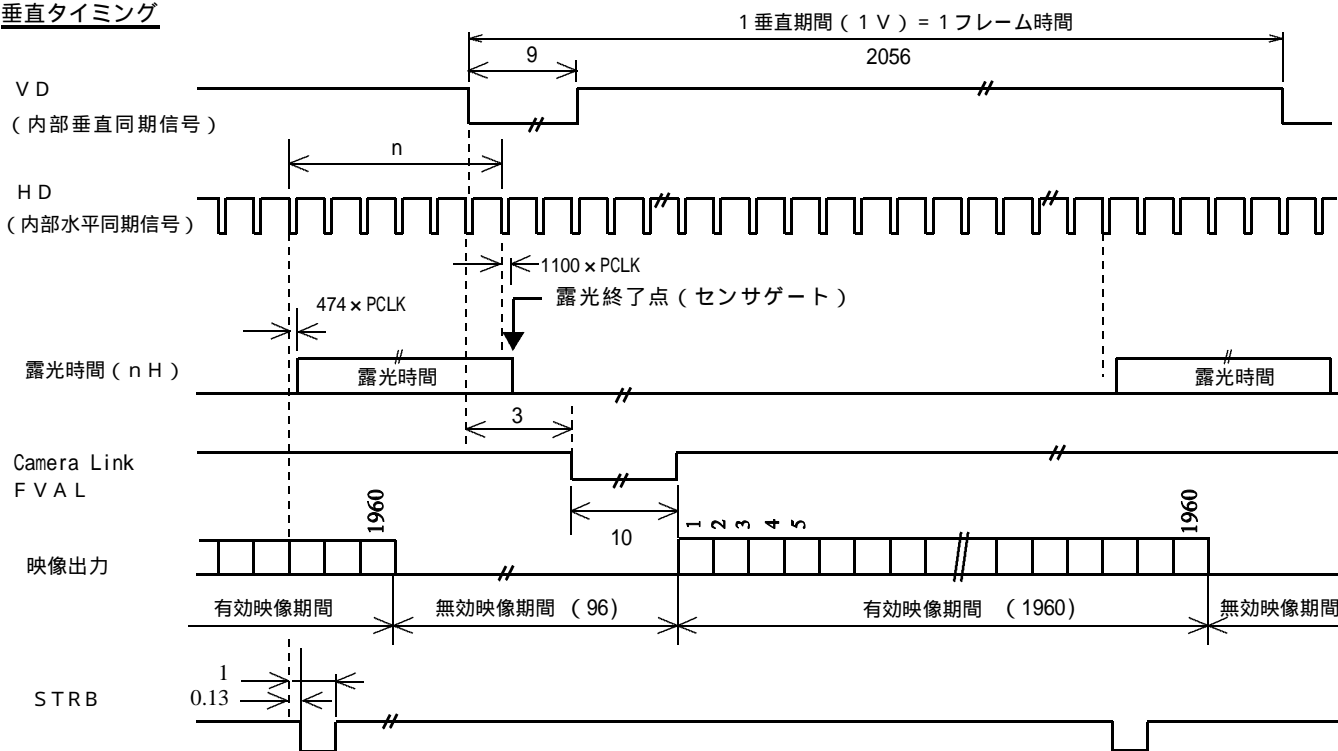 垂直タイミング
1垂直期間(1V)=1フレーム時間
2056
9
VD
(内部垂直同期信号)
n
HD
(内部水平同期信号)
1100×PCLK
露光終了点(センサゲート)
474×PCLK
露光時間(nH)
露光時間
露光時間
3
Camera Link
FVAL
10
1960
1
2
3
4
5
1960
映像出力
有効映像期間
無効映像期間(96)
有効映像期間 (1960)
無効映像期間
1
0.13
STRB